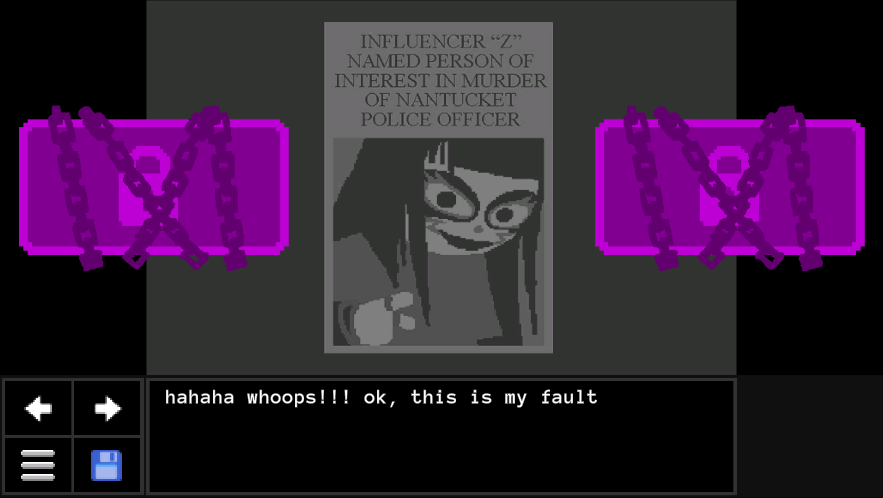 INFLUENCER “Z”
NAMED PERSON OF
INTEREST IN MURDER
OF NANTUCKET
POLICE OFFICER
hahaha whoops!!! ok, this is my fault